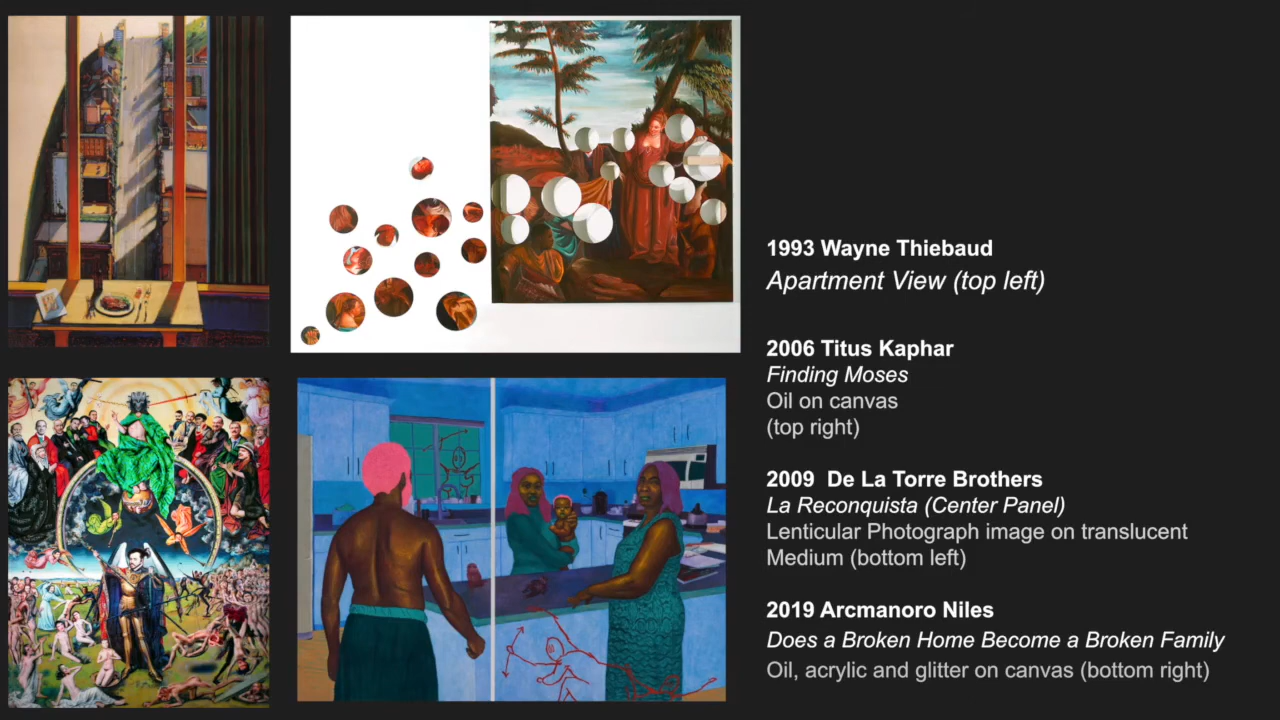 1993 Wayne Thiebaud
Apartment View (top left)
2006 Titus Kaphar
Finding Moses
Oil on canvas
(top right)
2009  De La Torre Brothers
La Reconquista (Center Panel)
Lenticular Photograph image on translucent
Medium (bottom left)
2019 Arcmanoro Niles
Does a Broken Home Become a Broken Family
Oil, acrylic and glitter on canvas (bottom right)